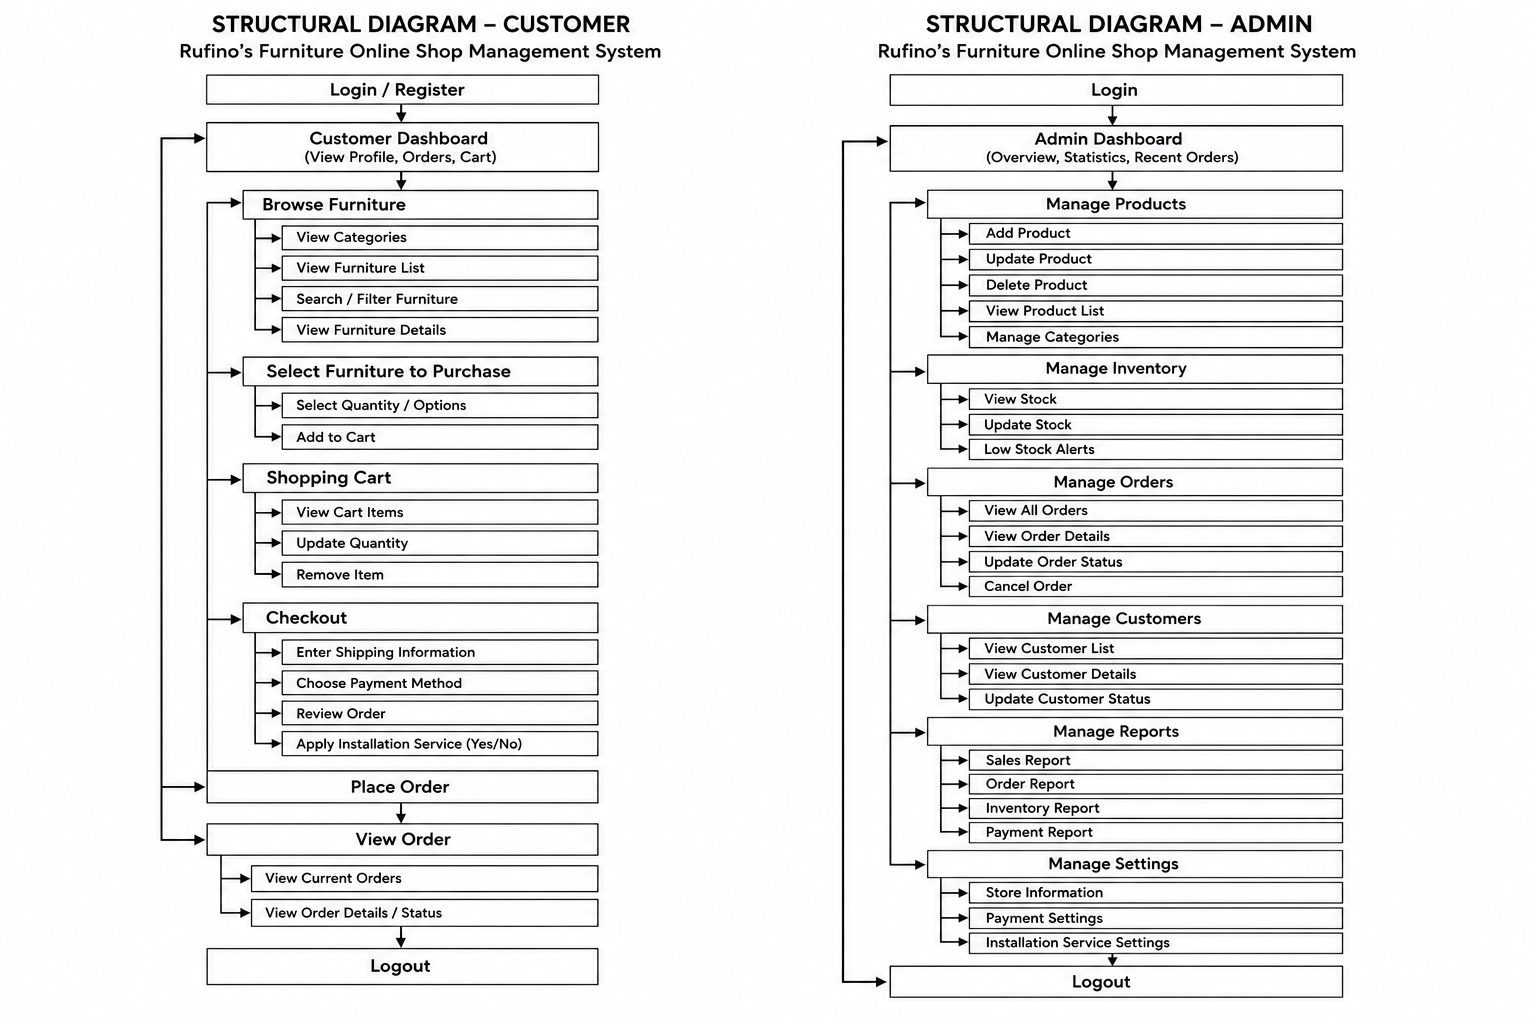 STRUCTURAL DIAGRAM – CUSTOMER
Rufino's Furniture Online Shop Management System
Login / Register
Customer Dashboard
(View Profile, Orders, Cart)
Browse Furniture
View Categories
View Furniture List
Search / Filter Furniture
View Furniture Details
Select Furniture to Purchase
Select Quantity / Options
Add to Cart
Shopping Cart
View Cart Items
Update Quantity
Remove Item
Checkout
Enter Shipping Information
Choose Payment Method
Review Order
Apply Installation Service (Yes/No)
Place Order
View Order
View Current Orders
View Order Details / Status
Logout
STRUCTURAL DIAGRAM – ADMIN
Rufino's Furniture Online Shop Management System
Login
Admin Dashboard
(Overview, Statistics, Recent Orders)
Manage Products
Add Product
Update Product
Delete Product
View Product List
Manage Categories
Manage Inventory
View Stock
Update Stock
Low Stock Alerts
Manage Orders
View All Orders
View Order Details
Update Order Status
Cancel Order
Manage Customers
View Customer List
View Customer Details
Update Customer Status
Manage Reports
Sales Report
Order Report
Inventory Report
Payment Report
Manage Settings
Store Information
Payment Settings
Installation Service Settings
Logout